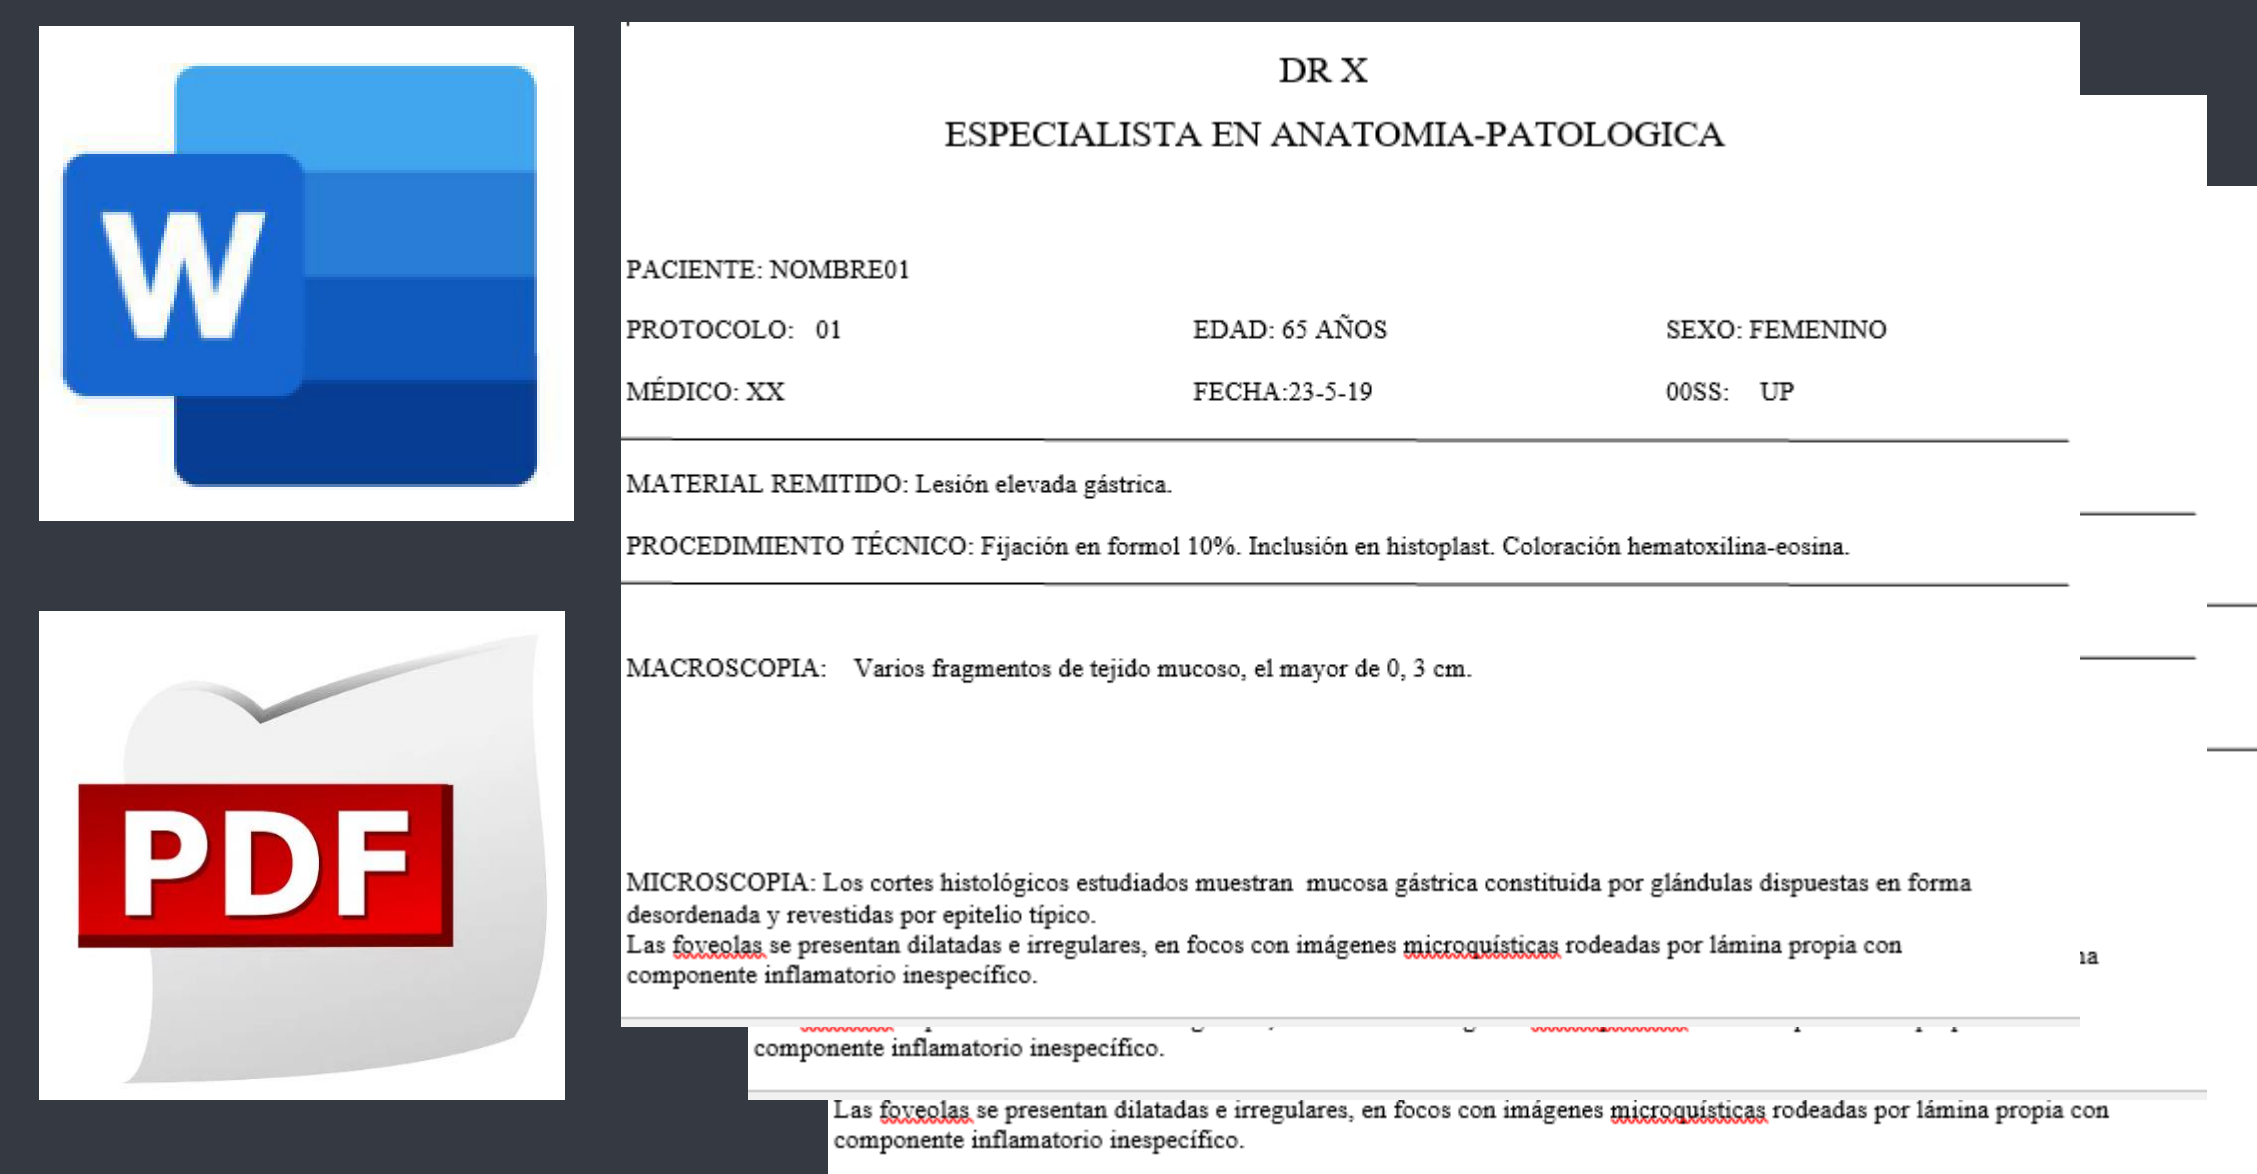 W
PDF
DR X
ESPECIALISTA EN ANATOMIA-PATOLOGICA
PACIENTE: NOMBRE01
PROTOCOLO: 01 EDAD: 65 AÑOS SEXO: FEMENINO
MÉDICO: XX FECHA:23-5-19 00SS: UP
MATERIAL REMITIDO: Lesión elevada gástrica.
PROCEDIMIENTO TÉCNICO: Fijación en formol 10%. Inclusión en histoplast. Coloración hematoxilina-eosina.
MACROSCOPIA: Varios fragmentos de tejido mucoso, el mayor de 0, 3 cm.
MICROSCOPIA: Los cortes histológicos estudiados muestran mucosa gástrica constituida por glándulas dispuestas en forma
desordenada y revestidas por epitelio típico.
Las foveolas se presentan dilatadas e irregulares, en focos con imágenes microquísticas rodeadas por lámina propia con
componente inflamatorio inespecífico.
componente inflamatorio inespecífico.
Las foveolas se presentan dilatadas e irregulares, en focos con imágenes microquísticas rodeadas por lámina propia con
componente inflamatorio inespecífico.